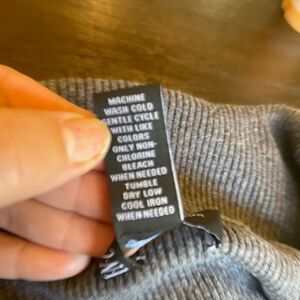 MACHINE
WASH COLD
GENTLE CYCLE
WITH LIKE
COLORS
ONLY NON-
CHLORINE
BLEACH
WHEN NEEDED
TUMBLE
DRY LOW
COOL IRON
WHEN NEEDED